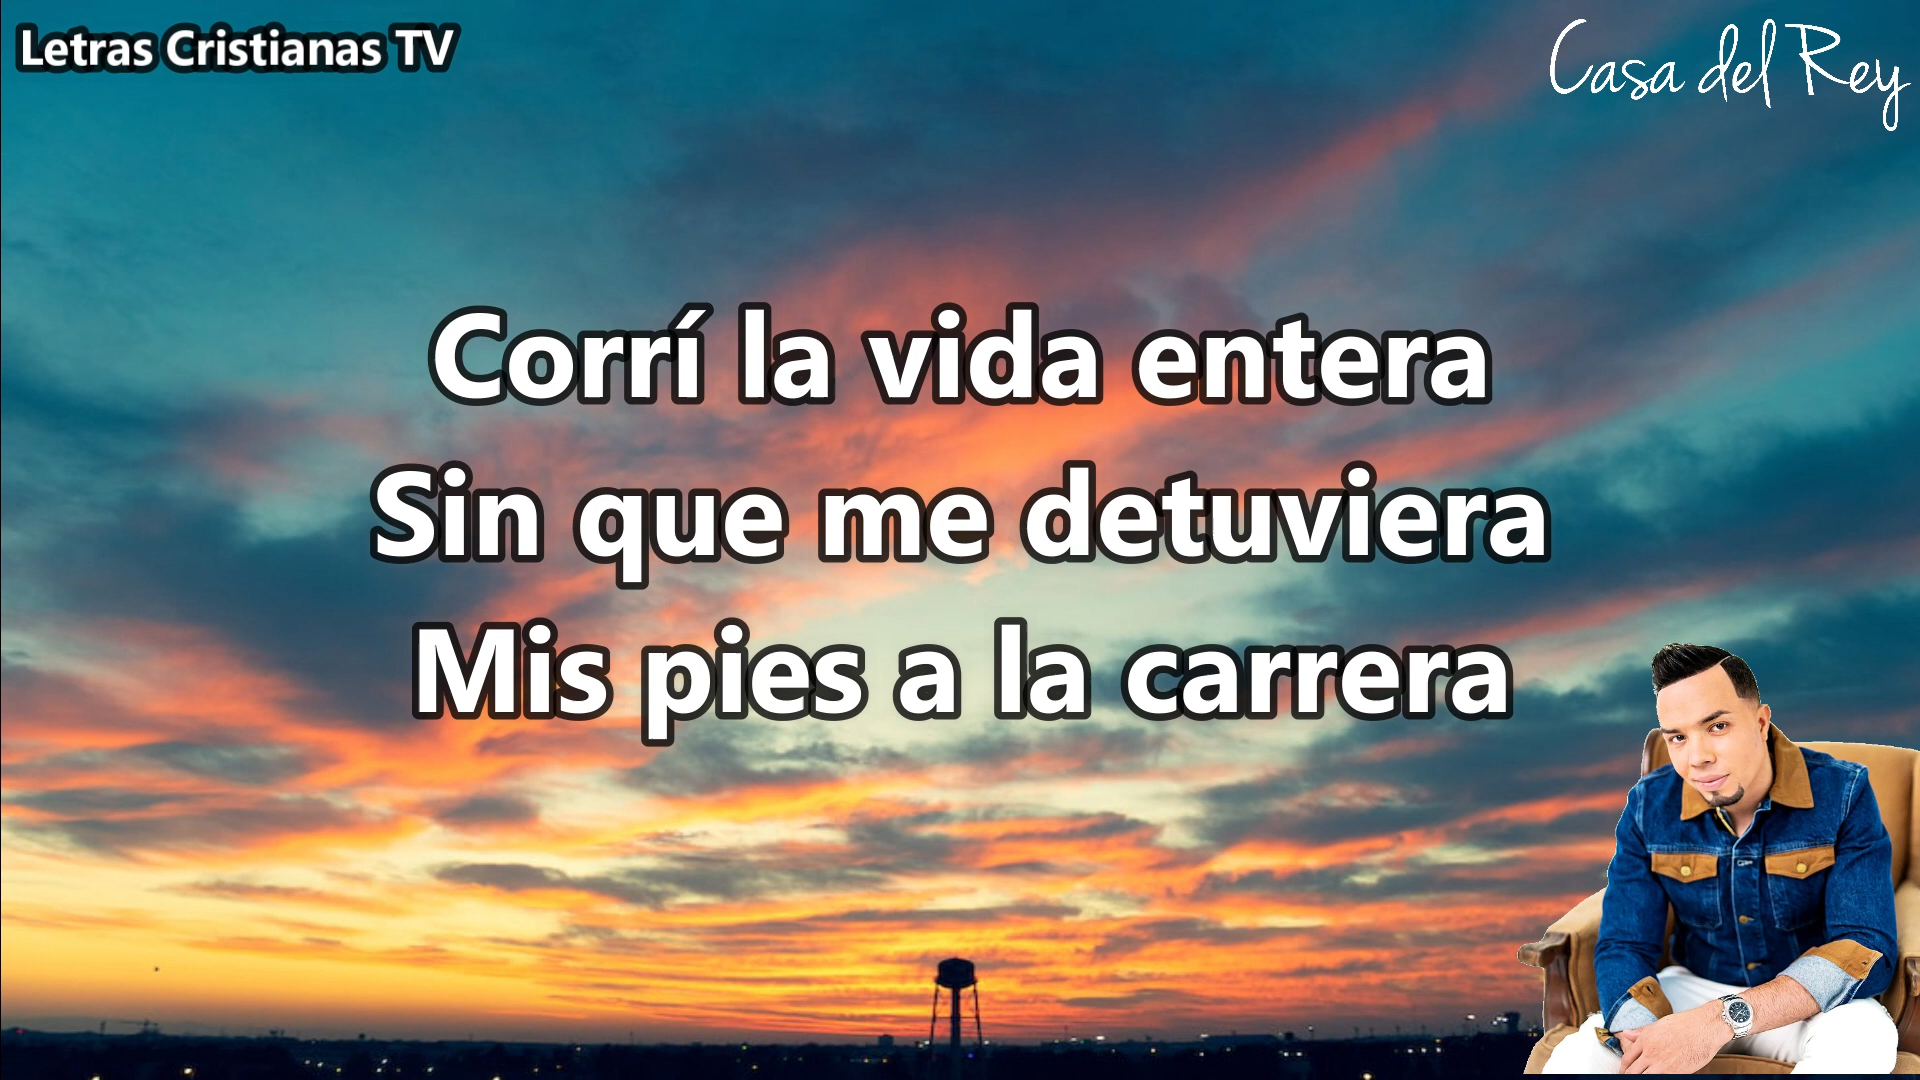 Letras Cristianas TV
Casa del Rey
Corrí la vida entera
Sin que me detuviera
Mis pies a la carrera